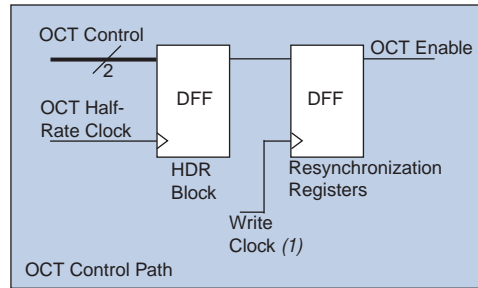 OCT Control
2
OCT Enable
DFF
DFF
OCT Half-
Rate Clock
HDR
Block
Resynchronization
Registers
Write
Clock (1)
OCT Control Path